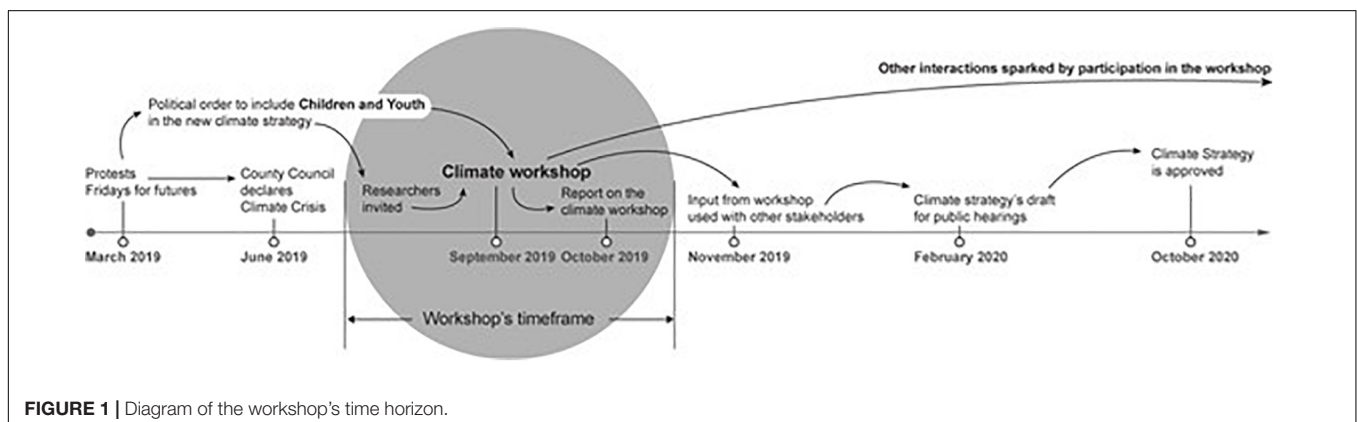 Other interactions sparked by participation in the workshop
Political order to include Children and Youth
in the new climate strategy
Protests
Fridays for futures
County Council
declares
Climate Crisis
Researchers
invited
Climate workshop
Report on the
climate workshop
Input from workshop
used with other stakeholders
Climate strategy's draft
for public hearings
Climate Strategy
is approved
March 2019
June 2019
September 2019
October 2019
November 2019
February 2020
October 2020
Workshop's timeframe
FIGURE 1 | Diagram of the workshop's time horizon.